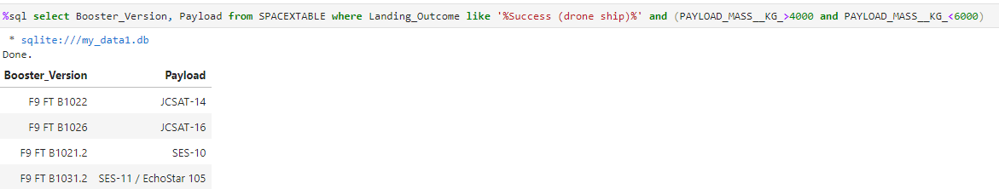 %sql select Booster_Version, Payload from SPACEXTABLE where Landing_Outcome like '%Success (drone ship)%' and (PAYLOAD_MASS__KG_>4000 and PAYLOAD_MASS__KG_<6000)
* sqlite:///my_data1.db
Done.
Booster_Version Payload
F9 FT B1022 JCSAT-14
F9 FT B1026 JCSAT-16
F9 FT B1021.2 SES-10
F9 FT B1031.2 SES-11 / EchoStar 105